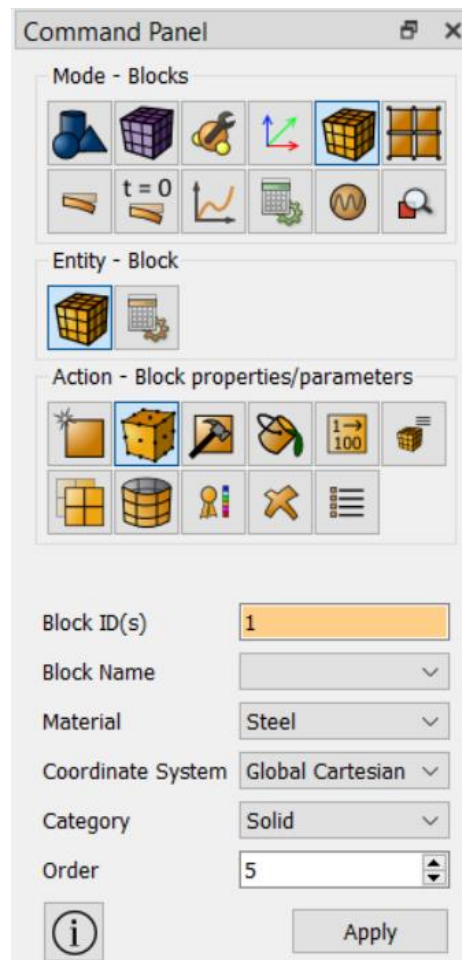 Command Panel
Mode - Blocks
t = 0
Entity - Block
Action - Block properties/parameters
1→
100
Block ID(s) 1
Block Name
Material Steel
Coordinate System Global Cartesian
Category Solid
Order 5
i Apply